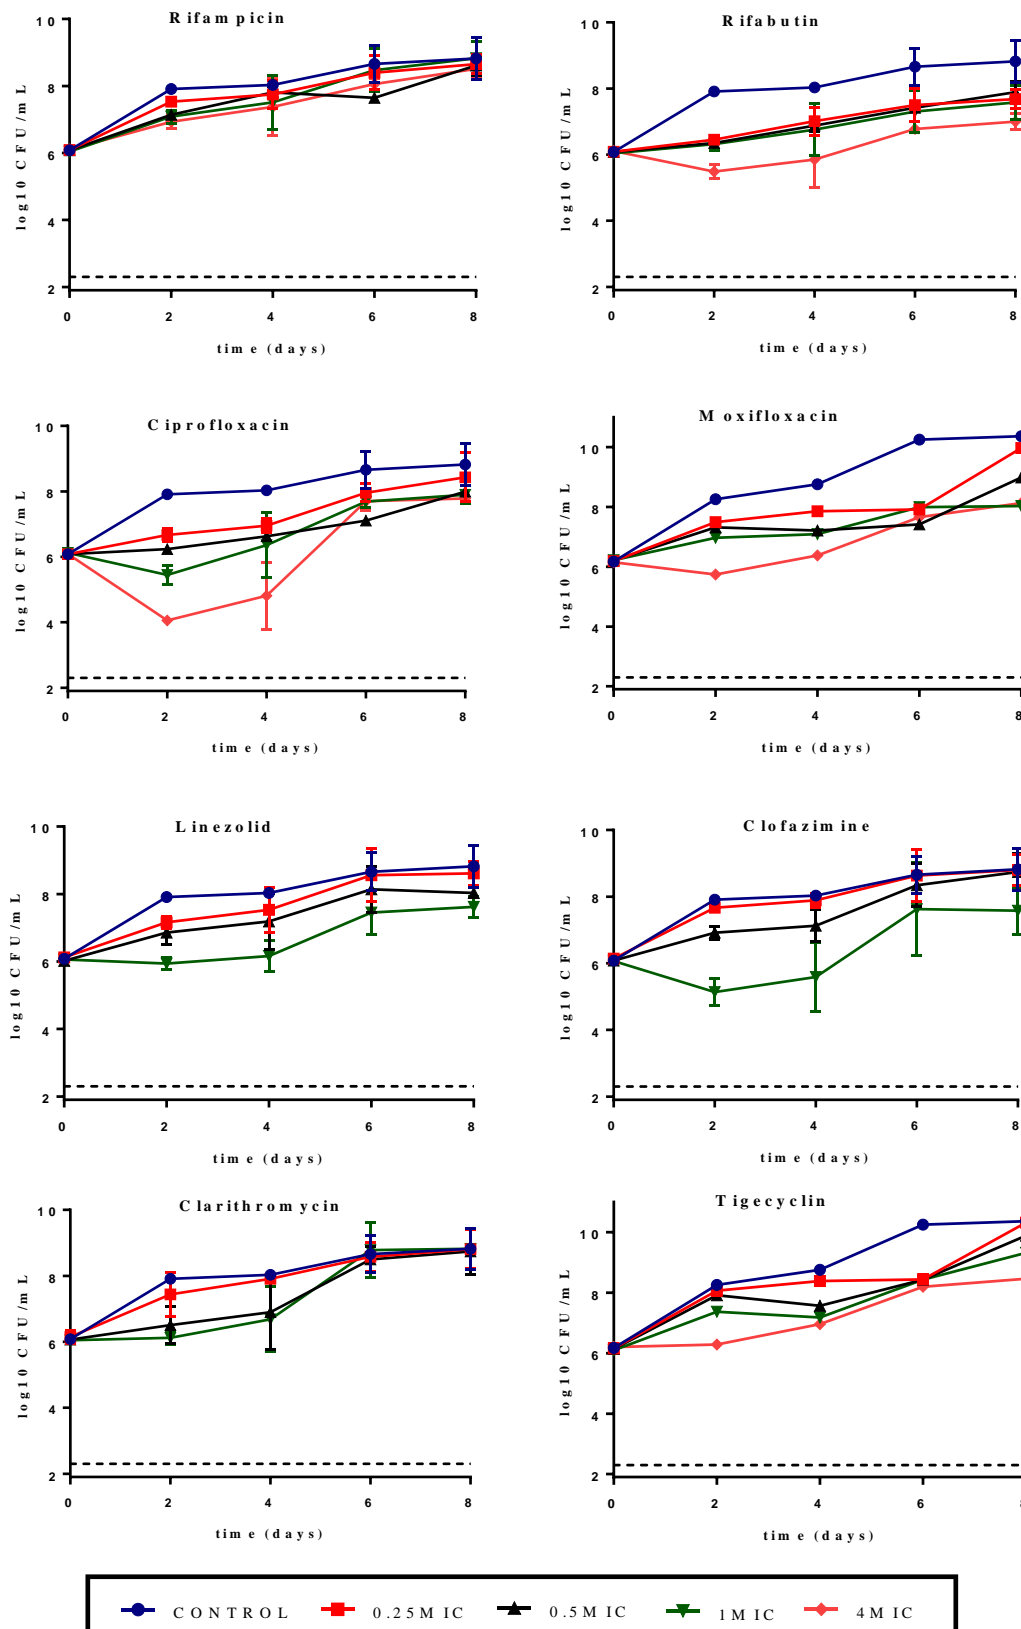 Rifampicin
Rifabutin
10
8
6
4
2
log10 CFU/mL
0 2 4 6 8
time (days)
10
8
6
4
2
log10 CFU/mL
0 2 4 6 8
time (days)
Ciprofloxacin
Moxifloxacin
10
8
6
4
2
log10 CFU/mL
0 2 4 6 8
time (days)
10
8
6
4
2
log10 CFU/mL
0 2 4 6 8
time (days)
Linezolid
Clofazimine
10
8
6
4
2
log10 CFU/mL
0 2 4 6 8
time (days)
10
8
6
4
2
log10 CFU/mL
0 2 4 6 8
time (days)
Clarithromycin
Tigecyclin
10
8
6
4
2
log10 CFU/mL
0 2 4 6 8
time (days)
10
8
6
4
2
log10 CFU/mL
0 2 4 6 8
time (days)
CONTROL 0.25MIC 0.5MIC 1MIC 4MIC